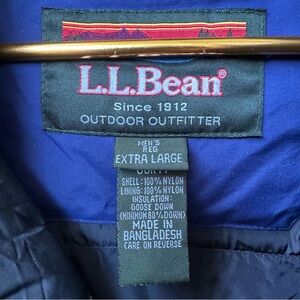 L.L.Bean®
Since 1912
OUTDOOR OUTFITTER
MEN'S
REG
EXTRA LARGE
SHELL: 100% NYLON
LINING: 100% NYLON
INSULATION:
GOOSE DOWN
(MINIMUM 80% DOWN)
MADE IN
BANGLADESH
CARE ON REVERSE